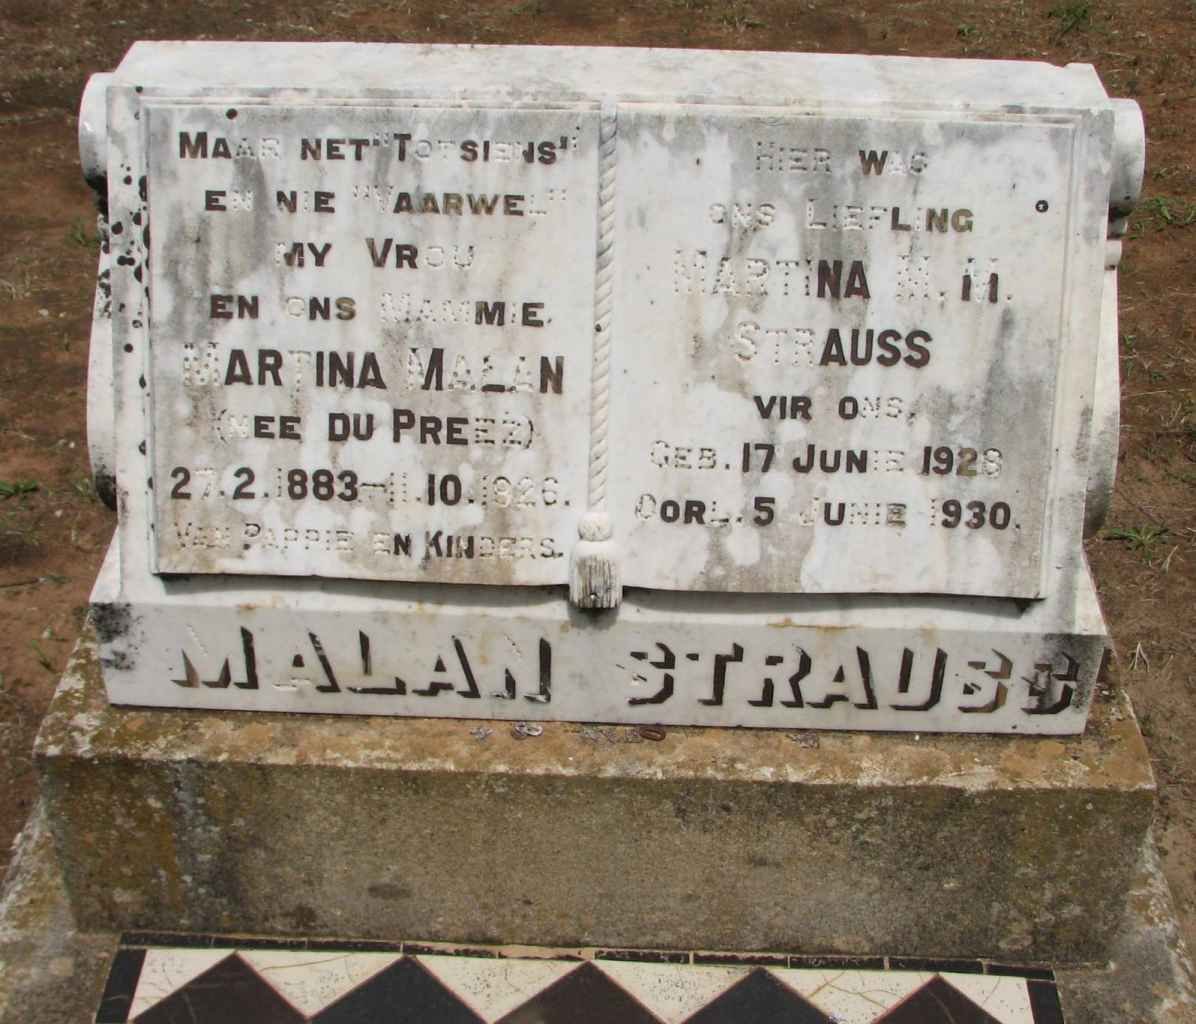 MAAR NET "TOTSIENS"
EN NIE "VAARWEL"
MY VROU
EN ONS MAMMIE.
MARTINA MALAN
(NEE DU PREEZ)
27.2.1883-11.10.1926.
VAN PAPPIE EN KINDERS.
HIER WAS
ONS LIEFLING
MARTINA M. M.
STRAUSS
VIR ONS.
GEB. 17 JUNIE 1928
OORL. 5 JUNIE 1930.
MALAN STRAUSS